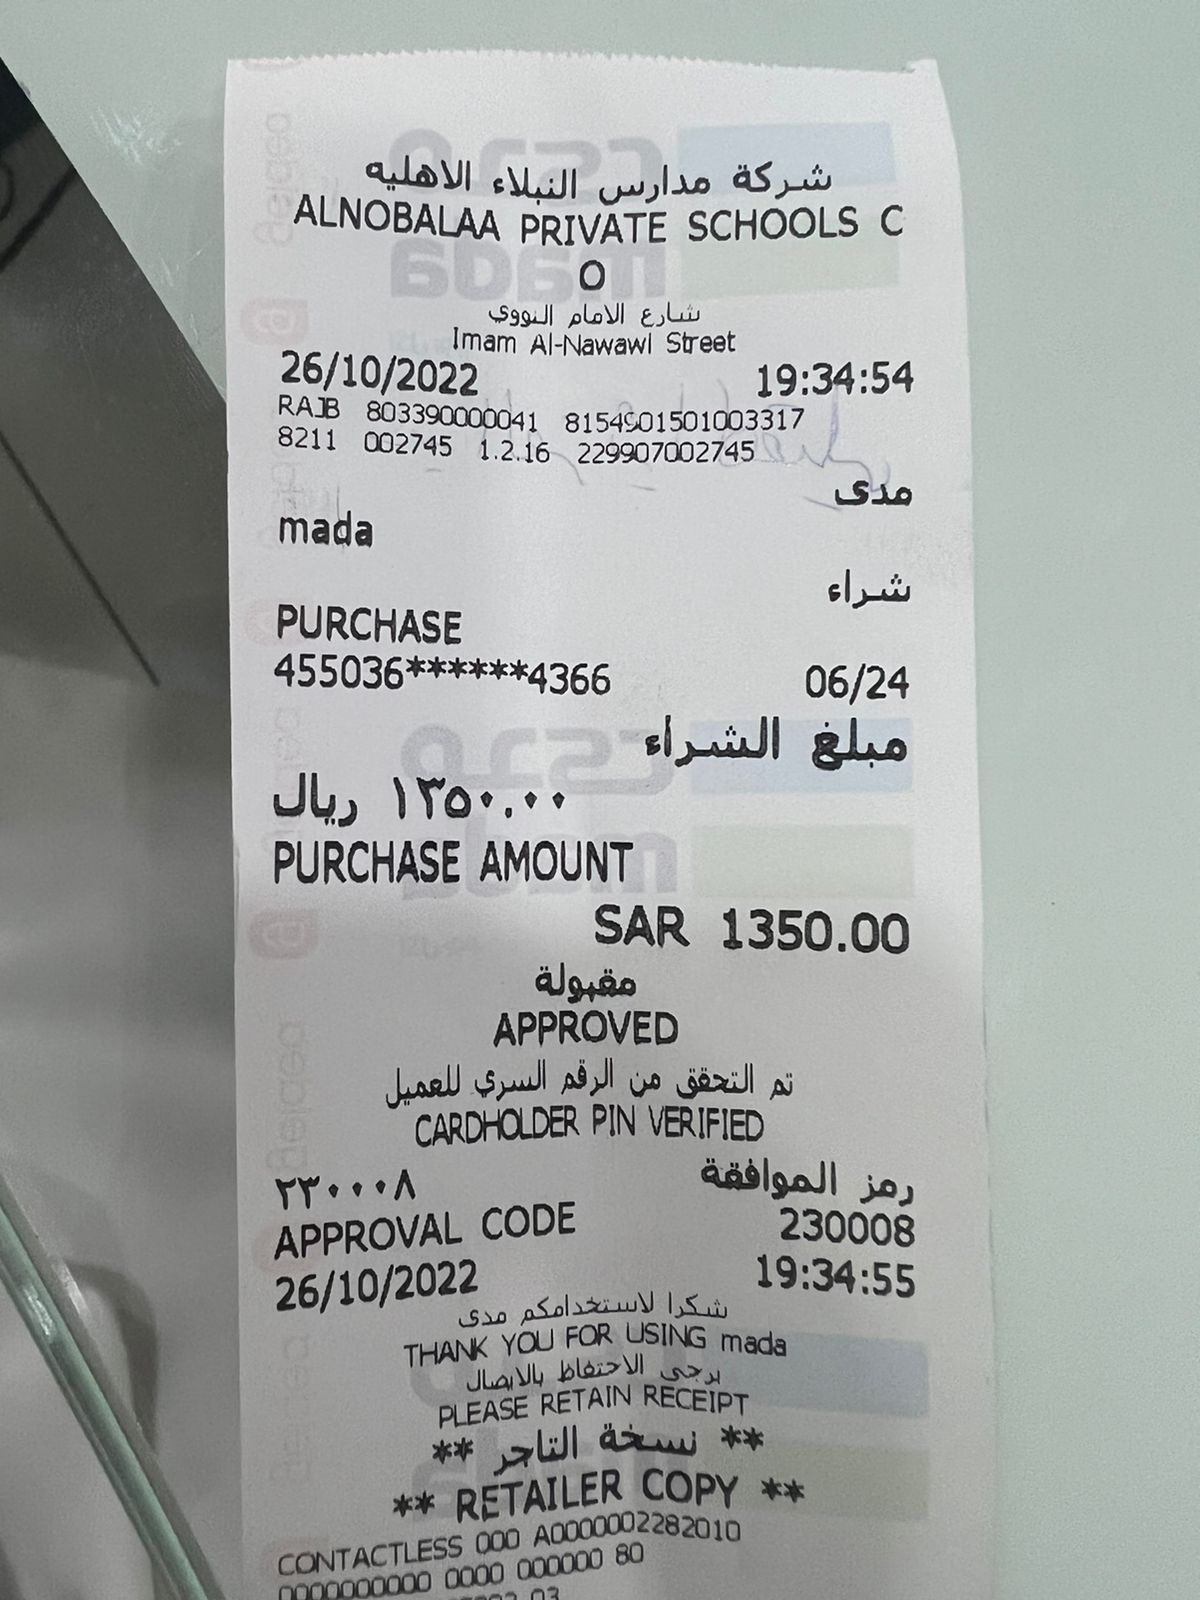 شركة مدارس النبلاء الاهليه
ALNOBALAA PRIVATE SCHOOLS C
O
شارع الامام النووي
Imam Al-Nawawi Street
26/10/2022 19:34:54
RAJB 803390000041 8154901501003317
8211 002745 1.2.16 229907002745
مدى
mada
شراء
PURCHASE
455036******4366 06/24
مبلغ الشراء
١٣٥٠.٠٠ ريال
PURCHASE AMOUNT
SAR 1350.00
مقبولة
APPROVED
تم التحقق من الرقم السري للعميل
CARDHOLDER PIN VERIFIED
رمز الموافقة ٢٣٠٠٠٨
APPROVAL CODE 230008
26/10/2022 19:34:55
شكرا لاستخدامكم مدى
THANK YOU FOR USING mada
يرجى الاحتفاظ بالايصال
PLEASE RETAIN RECEIPT
** نسخة التاجر **
** RETAILER COPY **
CONTACTLESS 000 A0000002282010
0000000000 0000 000000 80
03